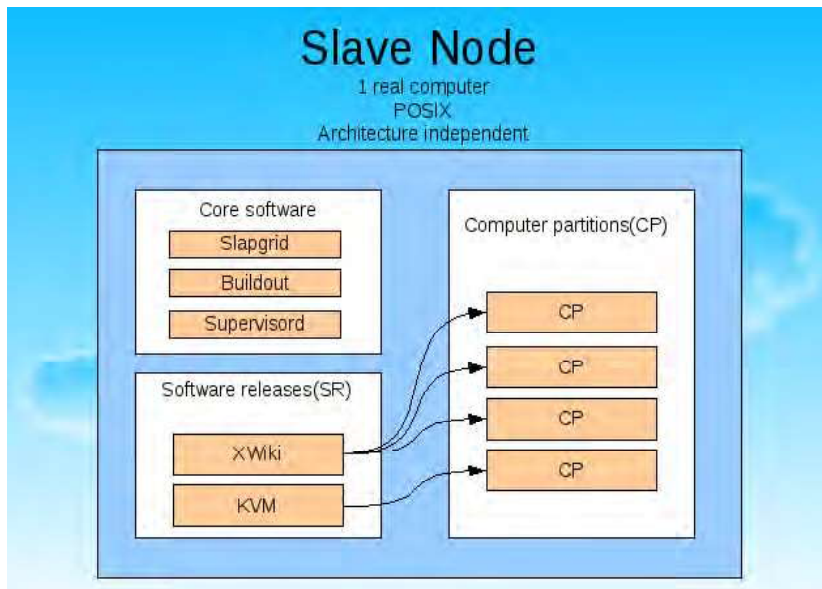 Slave Node
1 real computer
POSIX
Architecture independent
Core software
Slapgrid
Buildout
Supervisord
Software releases(SR)
XWiki
KVM
Computer partitions(CP)
CP
CP
CP
CP